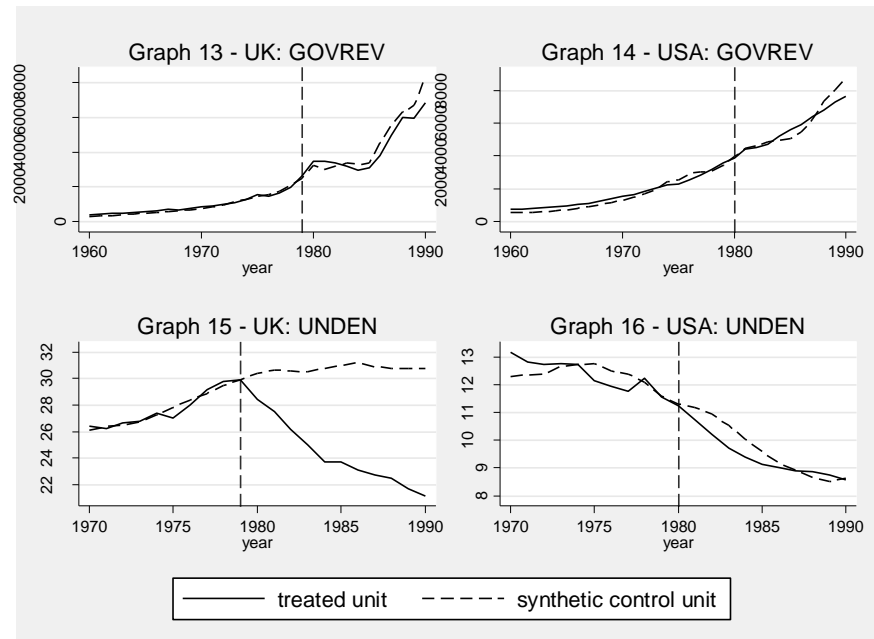 Graph 13 - UK: GOVREV
0 2000400060008000
1960 1970 1980 1990
year
Graph 14 - USA: GOVREV
0 2000400060008000
1960 1970 1980 1990
year
Graph 15 - UK: UNDEN
22 24 26 28 30 32
1970 1975 1980 1985 1990
year
Graph 16 - USA: UNDEN
8 9 10 11 12 13
1970 1975 1980 1985 1990
year
treated unit synthetic control unit